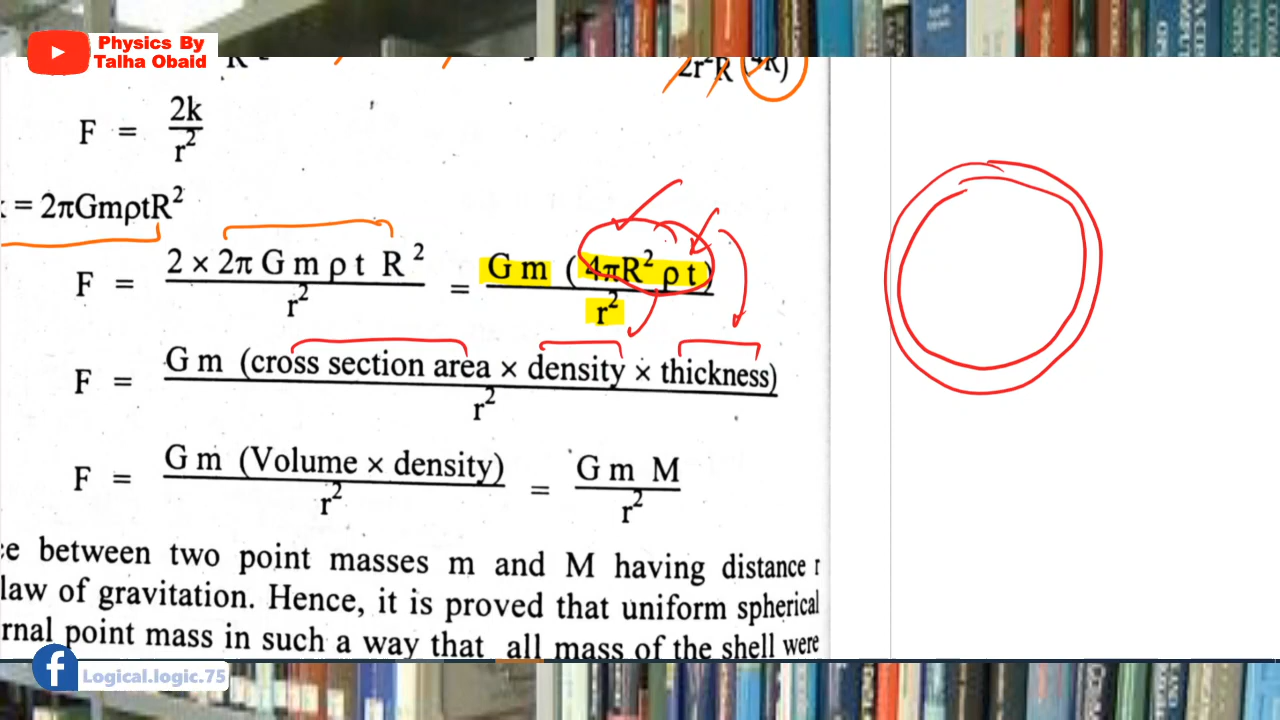 Physics By
Talha Obaid
2r²R (4R)
F = 2k / r²
= 2πGmρtR²
F = 2 × 2π G m ρ t R² / r² = G m ( 4πR² ρ t) / r²
F = G m (cross section area × density × thickness) / r²
F = G m (Volume × density) / r² = G m M / r²
between two point masses m and M having distance r
law of gravitation. Hence, it is proved that uniform spherical
point mass in such a way that all mass of the shell were
Logical.logic.75